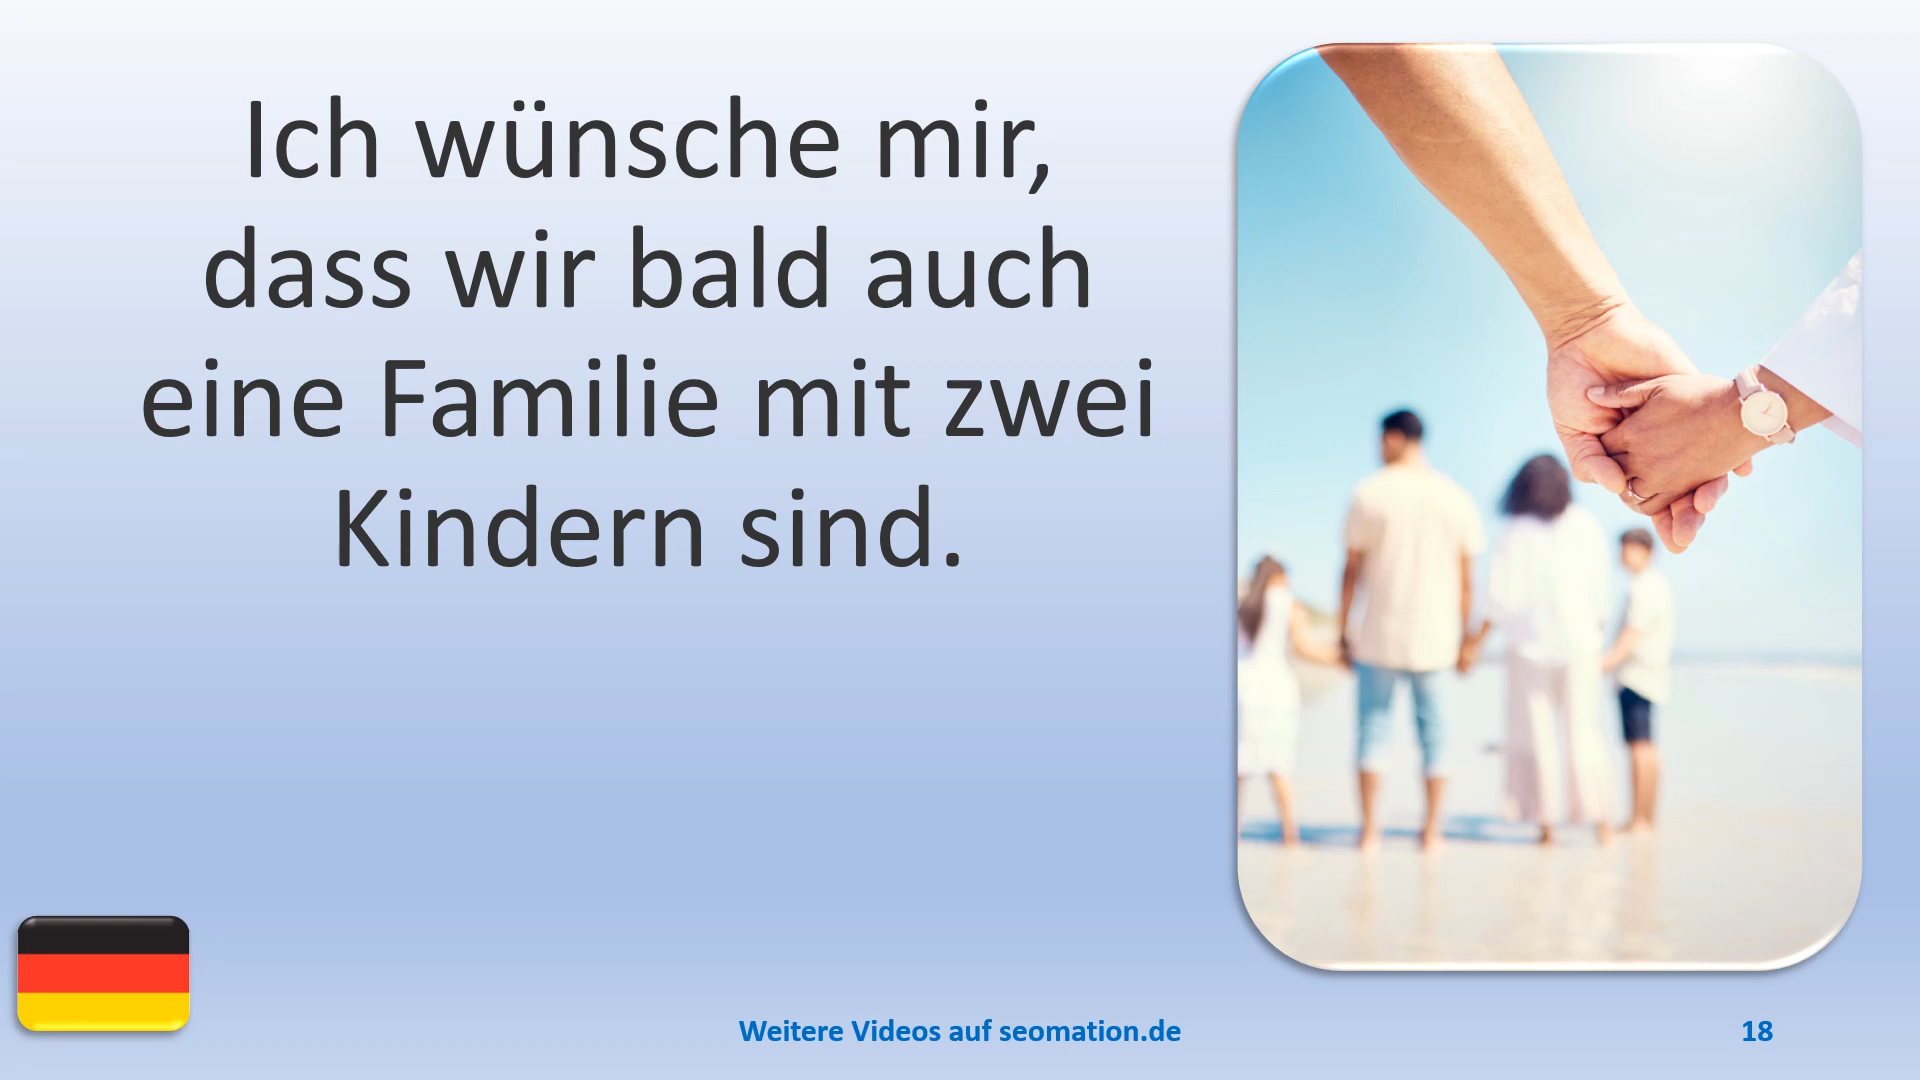 Ich wünsche mir,
dass wir bald auch
eine Familie mit zwei
Kindern sind.
Weitere Videos auf seomation.de
18